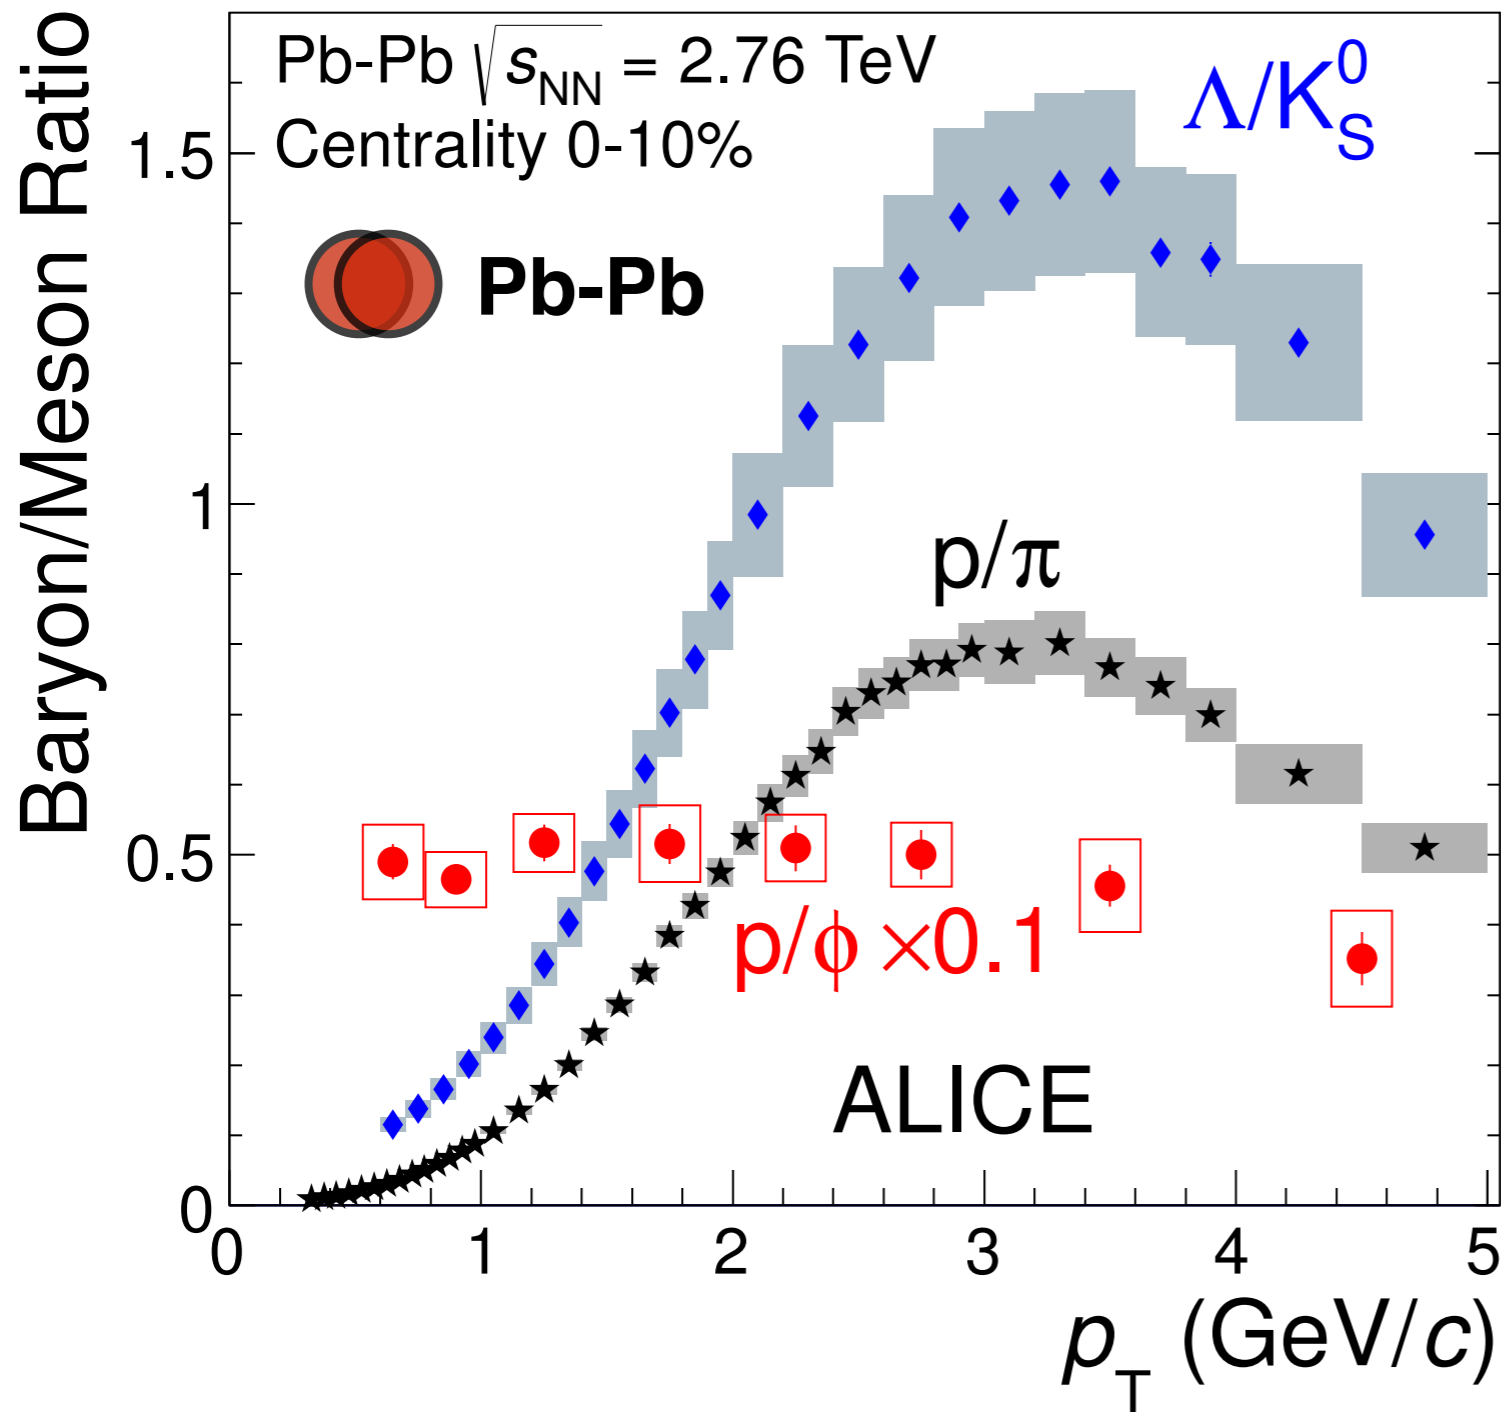 Baryon/Meson Ratio
Pb-Pb √sNN = 2.76 TeV
Centrality 0-10%
Pb-Pb
Λ/K0S
p/π
p/ϕ ×0.1
ALICE
1.5
1
0.5
0
0 1 2 3 4 5
pT (GeV/c)